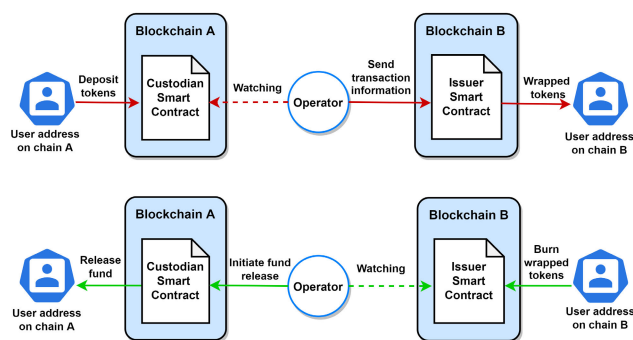 Blockchain A
Blockchain B
Deposit
tokens
Custodian
Smart
Contract
Watching
Operator
Send
transaction
information
Issuer
Smart
Contract
Wrapped
tokens
User address
on chain A
User address
on chain B
Blockchain A
Blockchain B
Release
fund
Custodian
Smart
Contract
Initiate fund
release
Operator
Watching
Issuer
Smart
Contract
Burn
wrapped
tokens
User address
on chain A
User address
on chain B